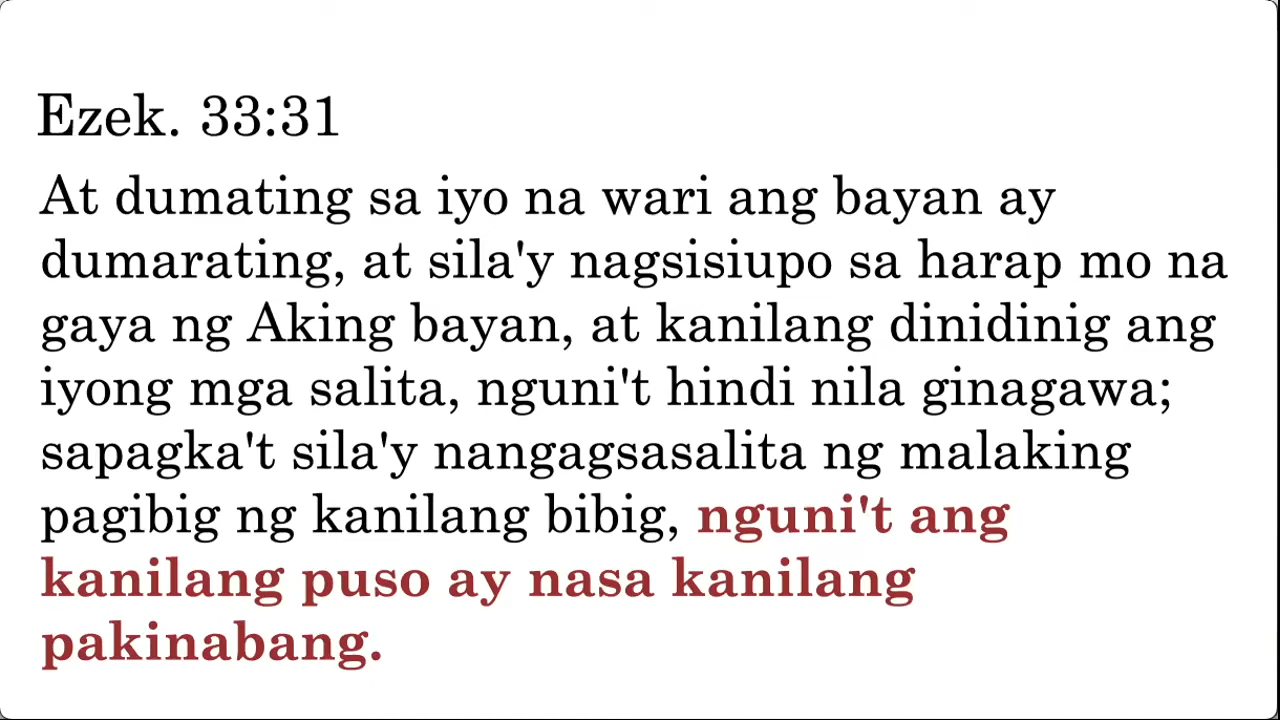 Ezek. 33:31
At dumating sa iyo na wari ang bayan ay
dumarating, at sila'y nagsisiupo sa harap mo na
gaya ng Aking bayan, at kanilang dinidinig ang
iyong mga salita, nguni't hindi nila ginagawa;
sapagka't sila'y nangagsasalita ng malaking
pagibig ng kanilang bibig, nguni't ang
kanilang puso ay nasa kanilang
pakinabang.